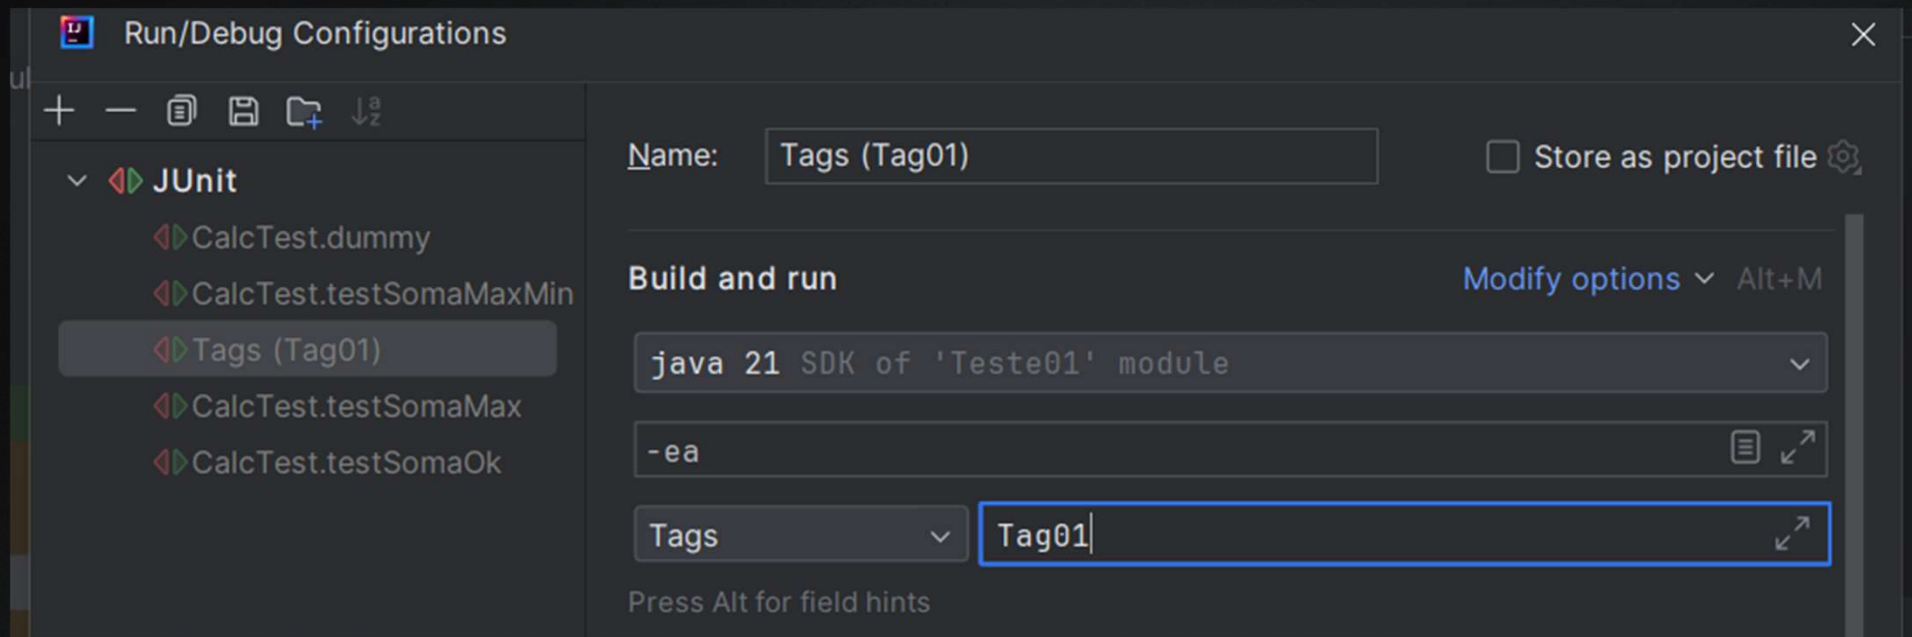 Run/Debug Configurations
ul
JUnit
CalcTest.dummy
CalcTest.testSomaMaxMin
Tags (Tag01)
CalcTest.testSomaMax
CalcTest.testSomaOk
Name: Tags (Tag01) Store as project file
Build and run Modify options Alt+M
java 21 SDK of 'Teste01' module
-ea
Tags Tag01
Press Alt for field hints